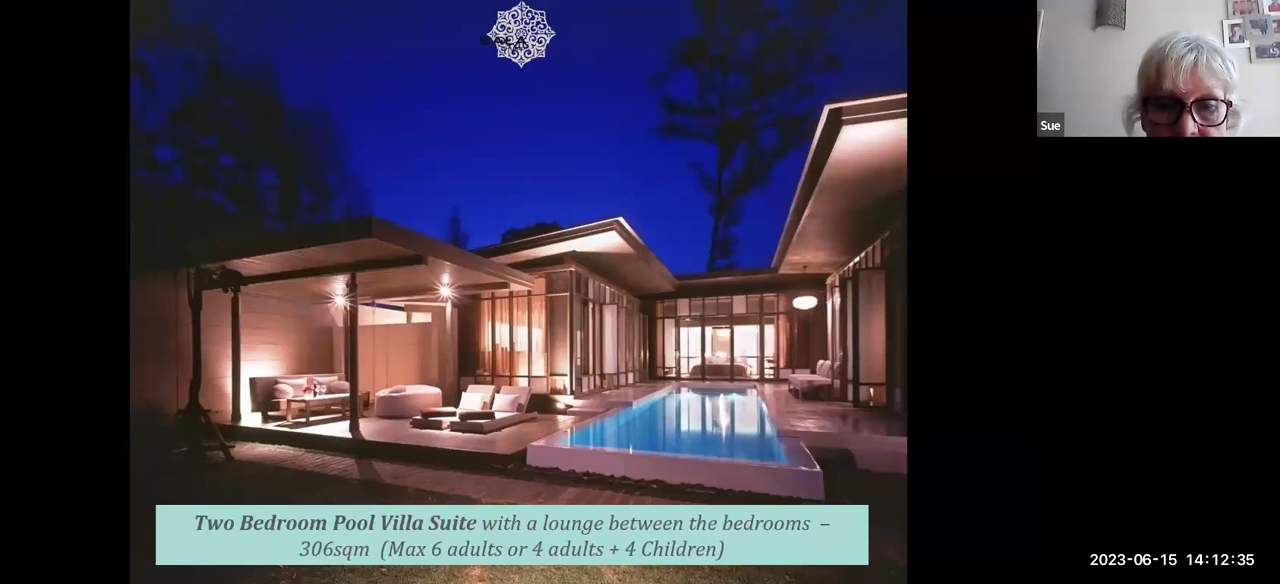 Sue
Two Bedroom Pool Villa Suite with a lounge between the bedrooms –
306sqm (Max 6 adults or 4 adults + 4 Children)
2023-06-15 14:12:35